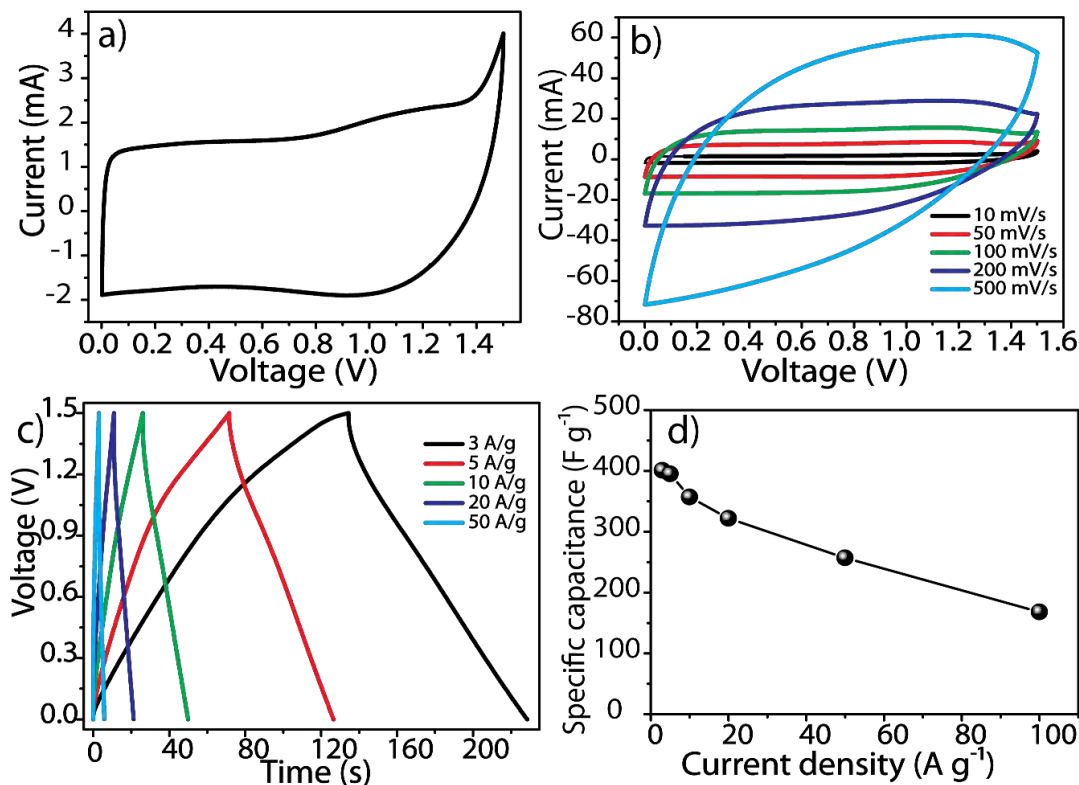 a)
Current (mA)
4
3
2
1
0
-1
-2
0.0 0.2 0.4 0.6 0.8 1.0 1.2 1.4
Voltage (V)
b)
Current (mA)
60
40
20
0
-20
-40
-60
-80
10 mV/s
50 mV/s
100 mV/s
200 mV/s
500 mV/s
0.0 0.2 0.4 0.6 0.8 1.0 1.2 1.4 1.6
Voltage (V)
c)
Voltage (V)
1.5
1.2
0.9
0.6
0.3
0.0
3 A/g
5 A/g
10 A/g
20 A/g
50 A/g
0 40 80 120 160 200
Time (s)
d)
Specific capacitance (F g⁻¹)
500
400
300
200
100
0
0 20 40 60 80 100
Current density (A g⁻¹)